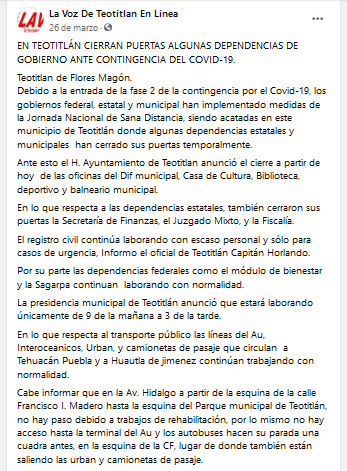 LAV
La Voz De Teotitlan En Linea
26 de marzo ·
EN TEOTITLÁN CIERRAN PUERTAS ALGUNAS DEPENDENCIAS DE
GOBIERNO ANTE CONTINGENCIA DEL COVID-19.
Teotitlan de Flores Magón.
Debido a la entrada de la fase 2 de la contingencia por el Covid-19, los
gobiernos federal, estatal y municipal han implementado medidas de
la Jornada Nacional de Sana Distancia, siendo acatadas en este
municipio de Teotitlán donde algunas dependencias estatales y
municipales han cerrado sus puertas temporalmente.
Ante esto el H. Ayuntamiento de Teotitlan anunció el cierre a partir de
hoy de las oficinas del Dif municipal, Casa de Cultura, Biblioteca,
deportivo y balneario municipal.
En lo que respecta a las dependencias estatales, también cerraron sus
puertas la Secretaría de Finanzas, el Juzgado Mixto, y la Fiscalía.
El registro civil continúa laborando con escaso personal y sólo para
casos de urgencia, Informo el oficial de Teotitlán Capitán Horlando.
Por su parte las dependencias federales como el módulo de bienestar
y la Sagarpa continuan laborando con normalidad.
La presidencia municipal de Teotitlán anunció que estará laborando
únicamente de 9 de la mañana a 3 de la tarde.
En lo que respecta al transporte público las líneas del Au,
Interoceanicos, Urban, y camionetas de pasaje que circulan a
Tehuacán Puebla y a Huautla de jimenez continúan trabajando con
normalidad.
Cabe informar que en la Av. Hidalgo a partir de la esquina de la calle
Francisco I. Madero hasta la esquina del Parque municipal de Teotitlán,
no hay paso debido a trabajos de rehabilitación, por lo mismo no hay
acceso hasta la terminal del Au y los autobuses hacen su parada una
cuadra antes, en la esquina de la CF, lugar de donde también están
saliendo las urban y camionetas de pasaje.